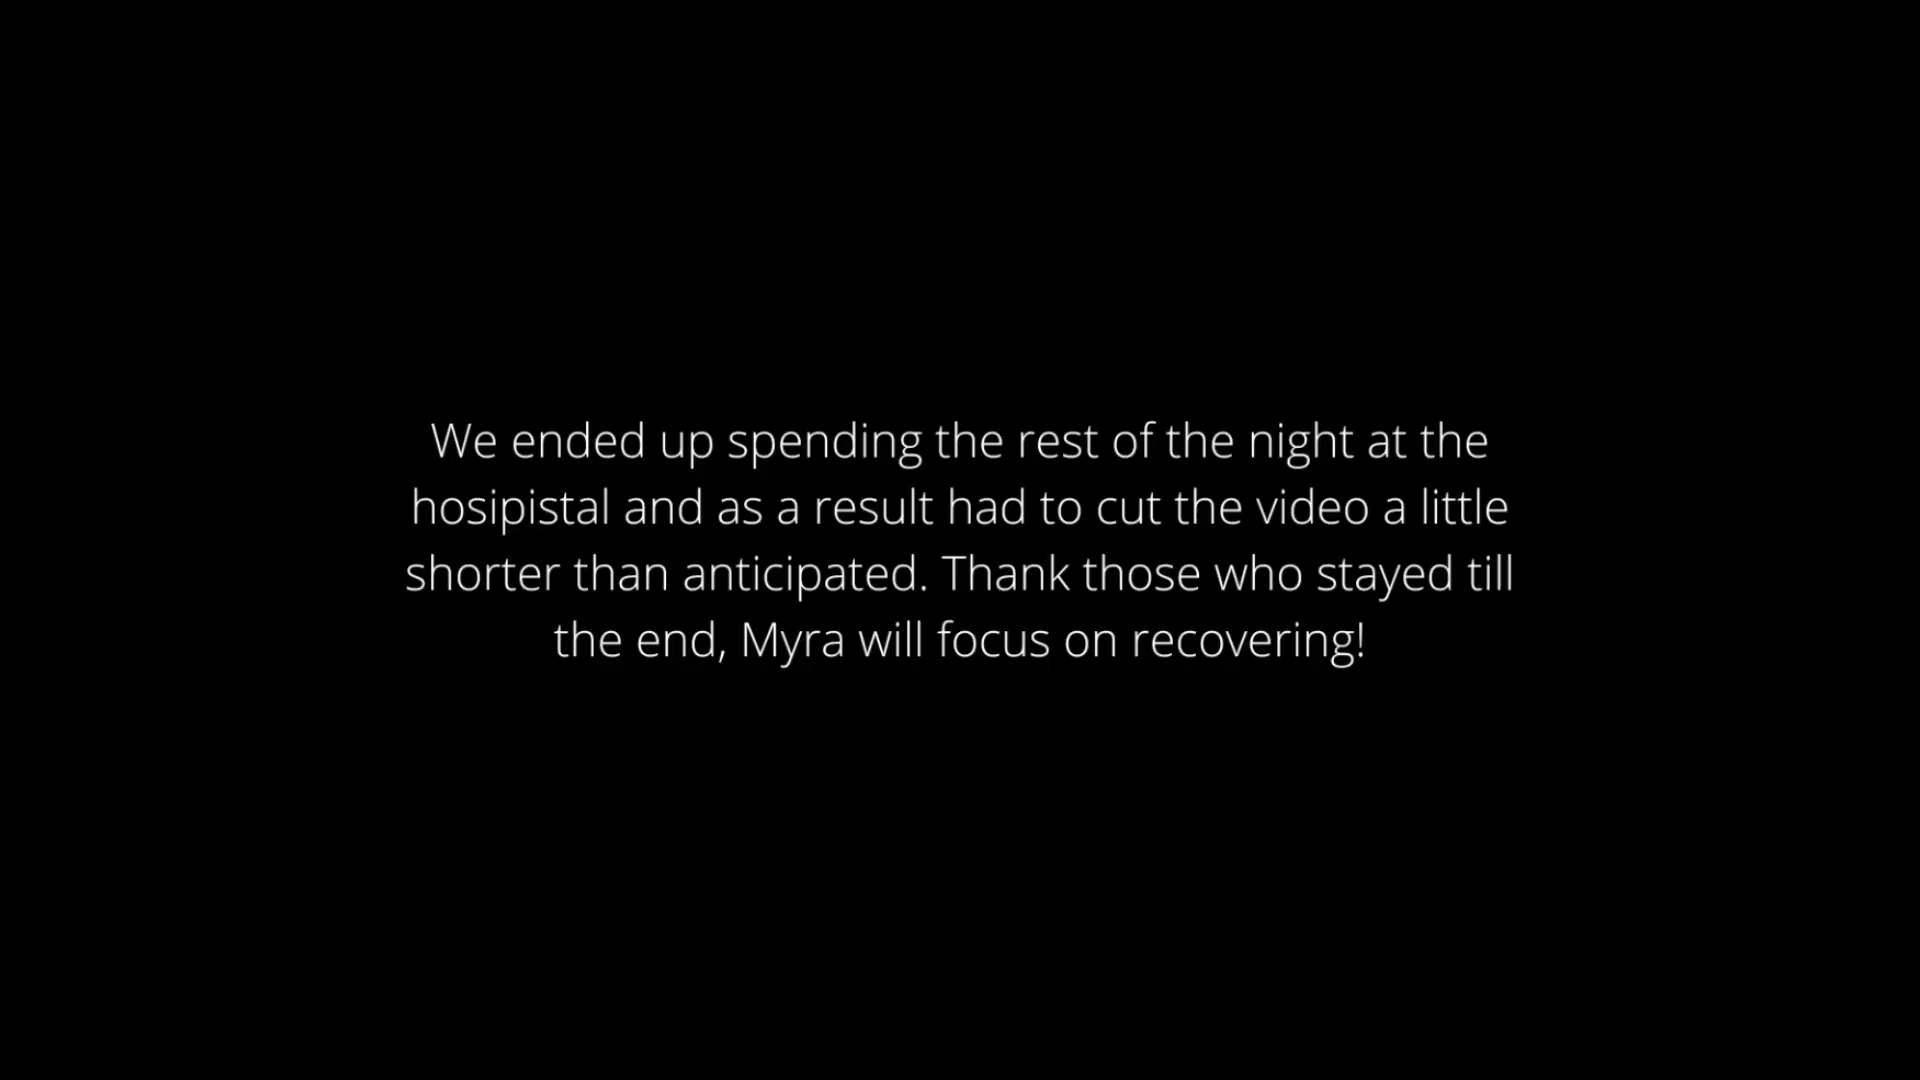 We ended up spending the rest of the night at the
hosipistal and as a result had to cut the video a little
shorter than anticipated. Thank those who stayed till
the end, Myra will focus on recovering!